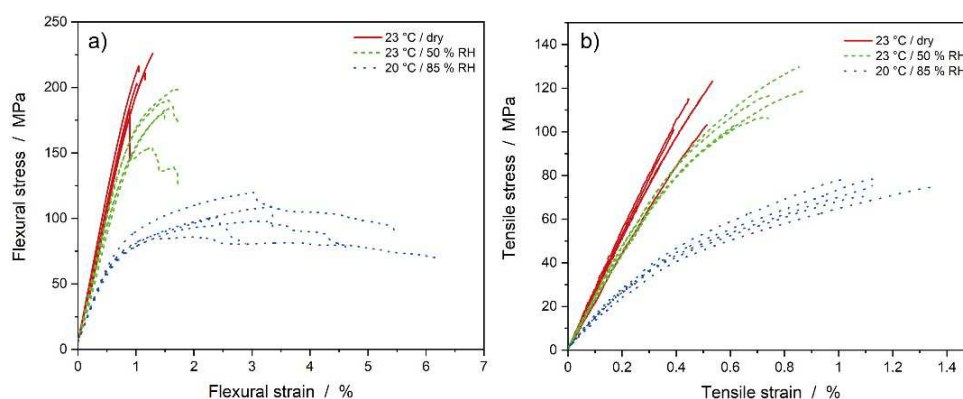 a)
23 °C / dry
23 °C / 50 % RH
20 °C / 85 % RH
250
200
150
100
75
50
25
0
Flexural stress / MPa
0 1 2 3 4 5 6 7
Flexural strain / %
b)
23 °C / dry
23 °C / 50 % RH
20 °C / 85 % RH
140
120
100
80
60
40
20
0
Tensile stress / MPa
0 0.2 0.4 0.6 0.8 1 1.2 1.4
Tensile strain / %